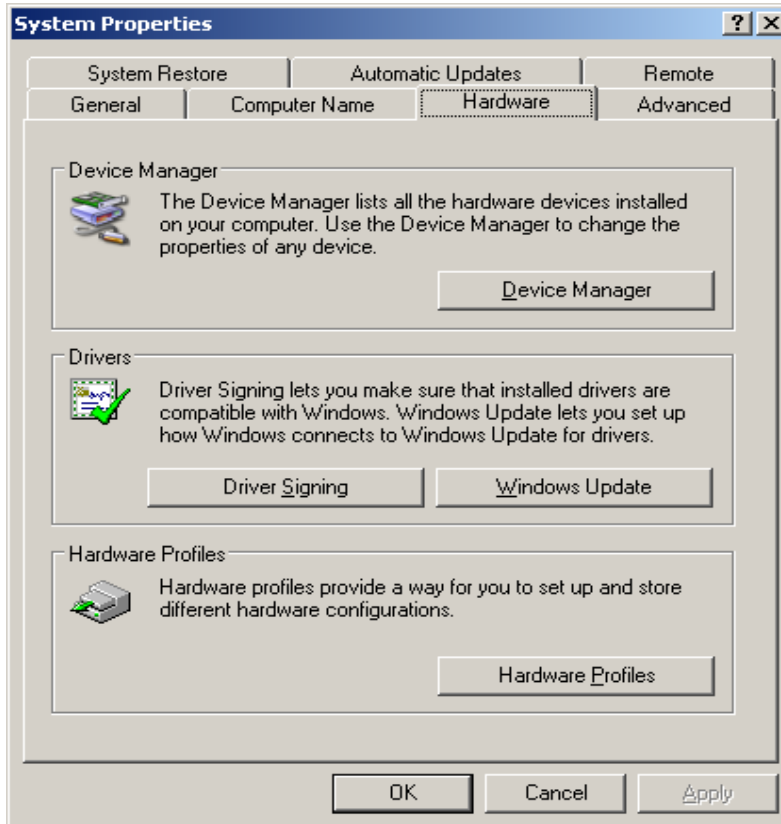 System Properties
System Restore
Automatic Updates
Remote
General
Computer Name
Hardware
Advanced
Device Manager
The Device Manager lists all the hardware devices installed
on your computer. Use the Device Manager to change the
properties of any device.
Device Manager
Drivers
Driver Signing lets you make sure that installed drivers are
compatible with Windows. Windows Update lets you set up
how Windows connects to Windows Update for drivers.
Driver Signing
Windows Update
Hardware Profiles
Hardware profiles provide a way for you to set up and store
different hardware configurations.
Hardware Profiles
OK
Cancel
Apply